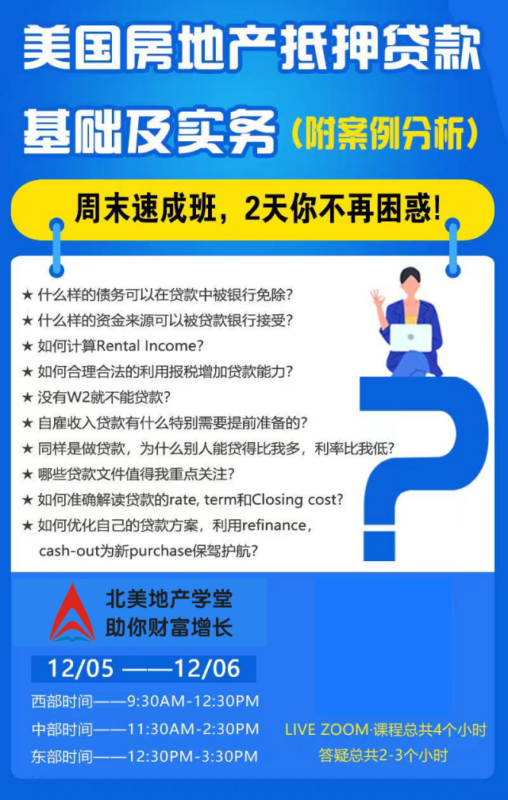 美国房地产抵押贷款
基础及实务（附案例分析）
周末速成班，2天你不再困惑！
★ 什么样的债务可以在贷款中被银行免除？
★ 什么样的资金来源可以被贷款银行接受？
★ 如何计算Rental Income？
★ 如何合理合法的利用报税增加贷款能力？
★ 没有W2就不能贷款？
★ 自雇收入贷款有什么特别需要提前准备的？
★ 同样是做贷款，为什么别人能贷得比我多，利率比我低？
★ 哪些贷款文件值得我重点关注？
★ 如何准确解读贷款的rate, term和Closing cost？
★ 如何优化自己的贷款方案，利用refinance，
cash-out为新purchase保驾护航？
北美地产学堂
助你财富增长
12/05 ——12/06
西部时间——9:30AM-12:30PM
中部时间——11:30AM-2:30PM
东部时间——12:30PM-3:30PM
LIVE ZOOM·课程总共4个小时
答疑总共2-3个小时